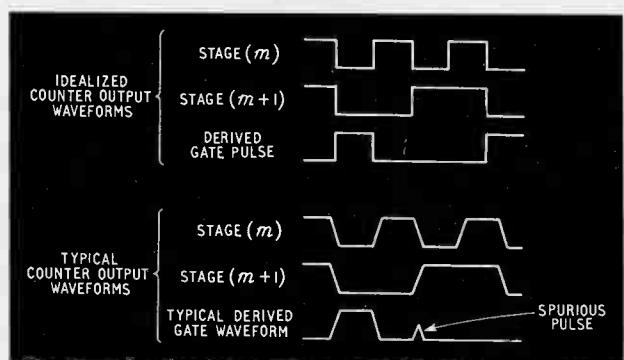 STAGE (m)
IDEALIZED
COUNTER OUTPUT
WAVEFORMS
STAGE (m+1)
DERIVED
GATE PULSE
STAGE (m)
TYPICAL
COUNTER OUTPUT
WAVEFORMS
STAGE (m+1)
TYPICAL DERIVED
GATE WAVEFORM
SPURIOUS
PULSE